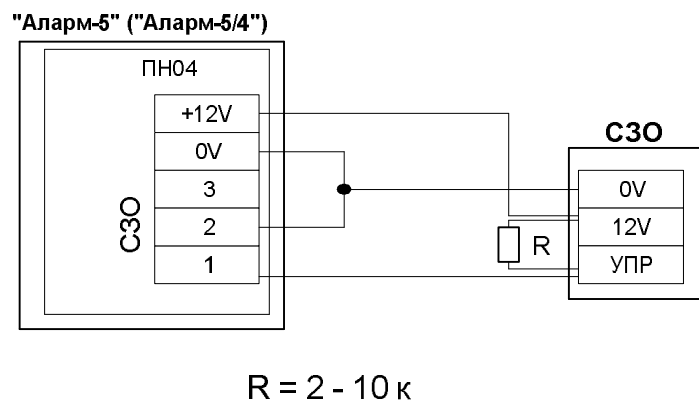 "Аларм-5" ("Аларм-5/4")
ПН04
+12V
0V
3
2
1
СЗО
СЗО
0V
12V
УПР
R
R = 2 - 10 к